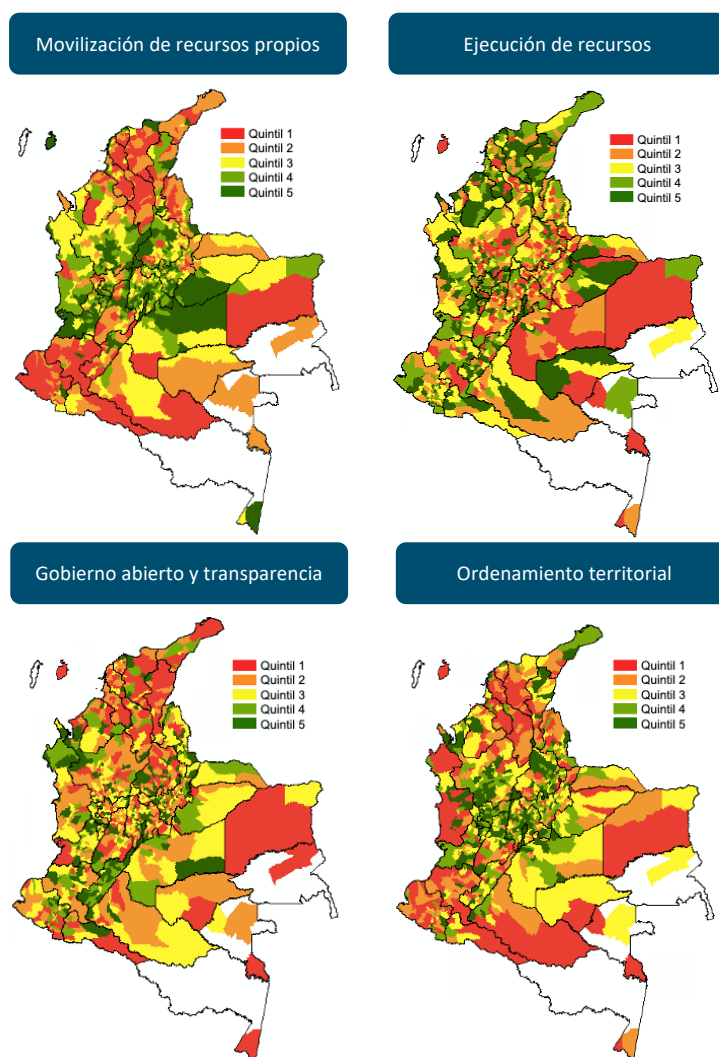 Movilización de recursos propios
Ejecución de recursos
Quintil 1
Quintil 2
Quintil 3
Quintil 4
Quintil 5
Quintil 1
Quintil 2
Quintil 3
Quintil 4
Quintil 5
Gobierno abierto y transparencia
Ordenamiento territorial
Quintil 1
Quintil 2
Quintil 3
Quintil 4
Quintil 5
Quintil 1
Quintil 2
Quintil 3
Quintil 4
Quintil 5